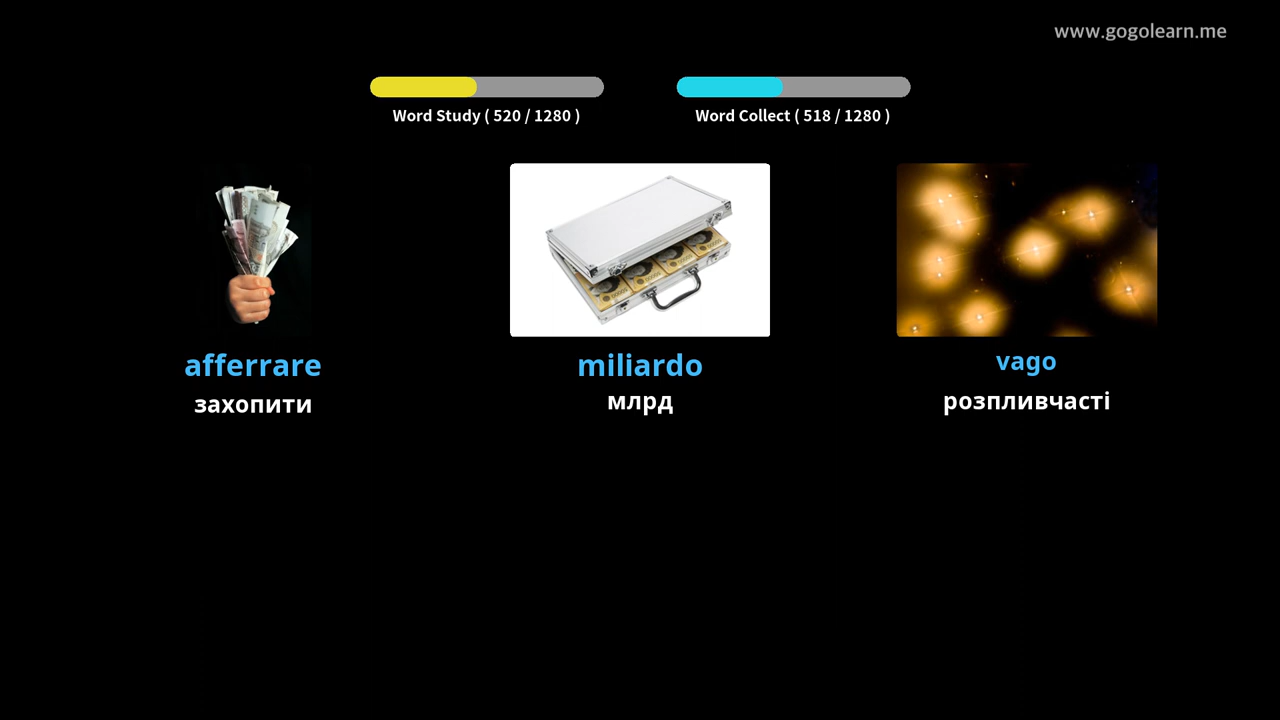 www.gogolearn.me
Word Study ( 520 / 1280 )
Word Collect ( 518 / 1280 )
afferrare
miliardo
vago
захопити
млрд
розпливчасті